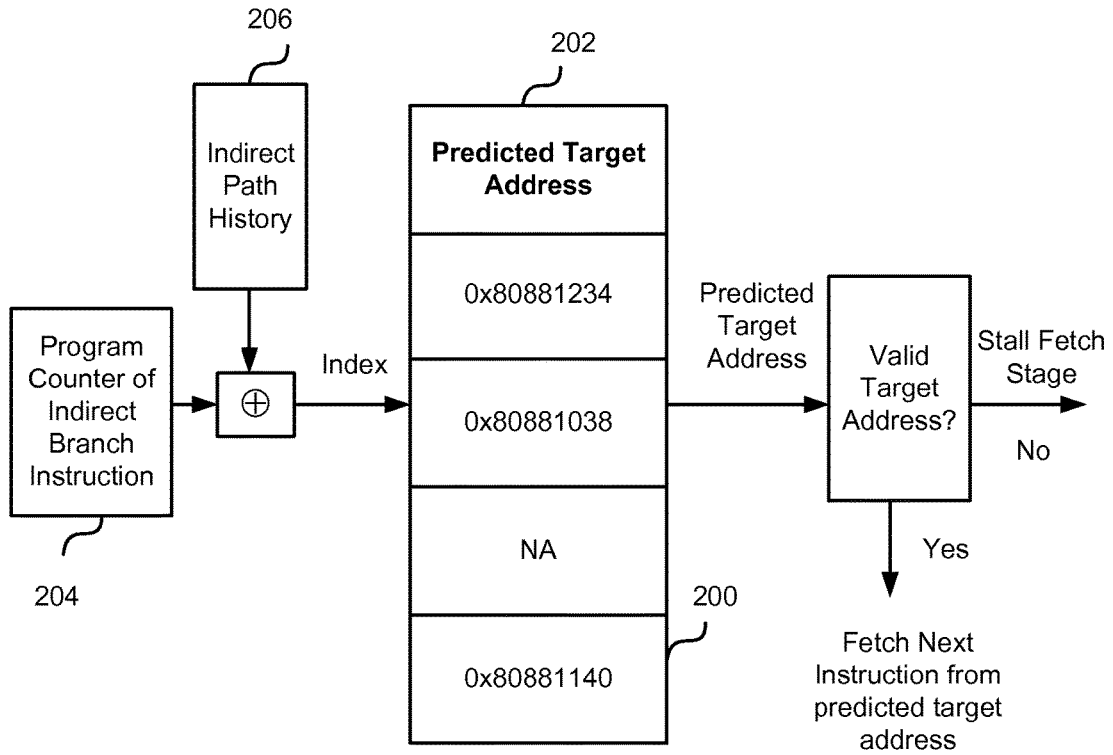 206
202
Indirect
Path
History
Predicted Target
Address
0x80881234
Program
Counter of
Indirect
Branch
Instruction
⊕
Index
0x80881038
Predicted
Target
Address
Valid
Target
Address?
Stall Fetch
Stage
No
NA
Yes
204
200
0x80881140
Fetch Next
Instruction from
predicted target
address